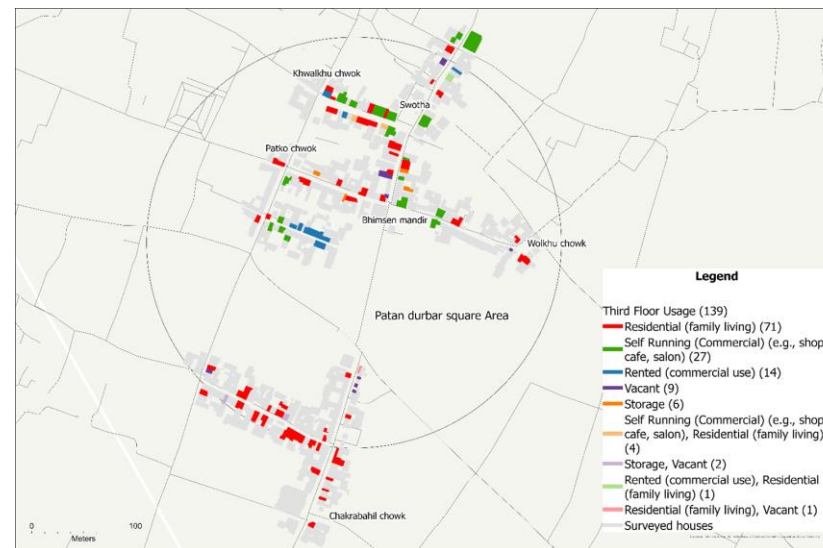 Khwalkhu chwok
Swotha
Patko chwok
Bhimsen mandir
Wolkhu chowk
Patan durbar square Area
Chakrabahil chowk
0 100
Meters
Legend
Third Floor Usage (139)
Residential (family living) (71)
Self Running (Commercial) (e.g., shop
cafe, salon) (27)
Rented (commercial use) (14)
Vacant (9)
Storage (6)
Self Running (Commercial) (e.g., shop
cafe, salon), Residential (family living)
(4)
Storage, Vacant (2)
Rented (commercial use), Residential
(family living) (1)
Residential (family living), Vacant (1)
Surveyed houses